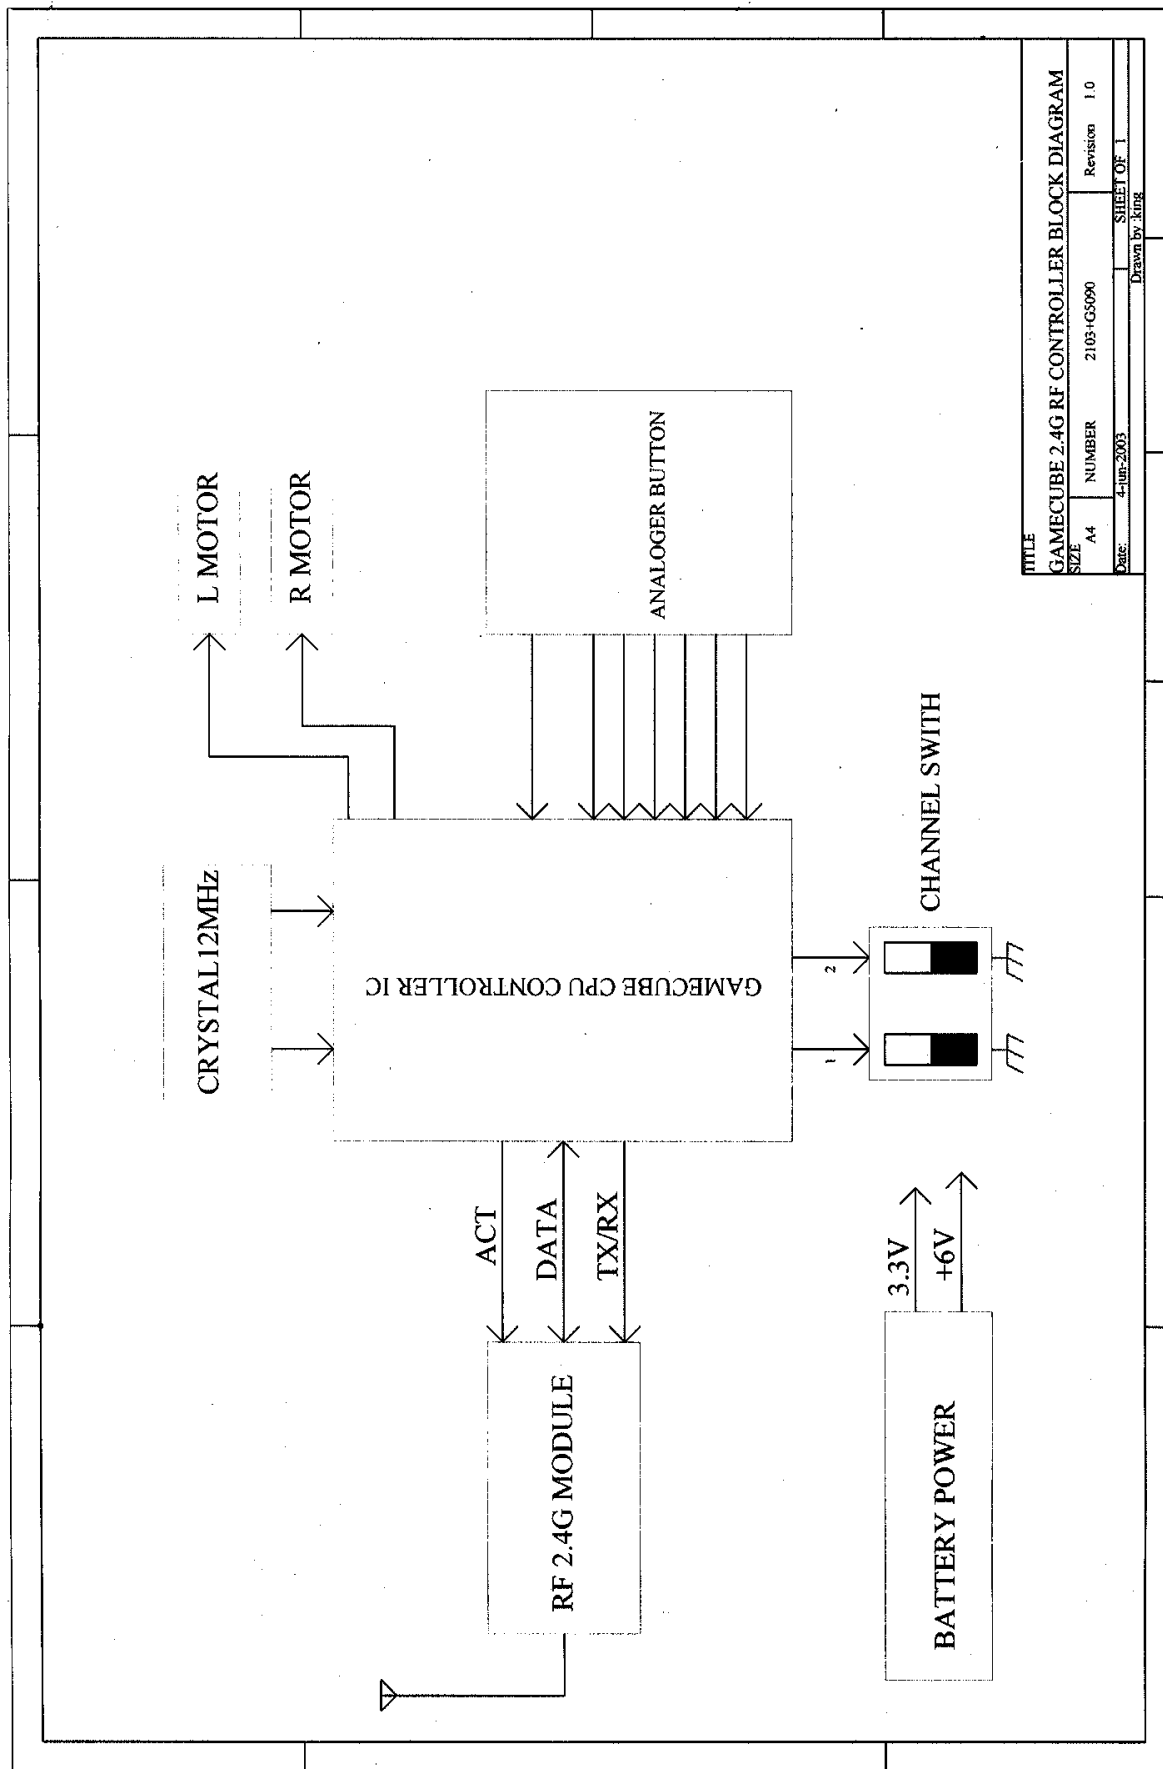 L MOTOR
R MOTOR
CRYSTAL12MHz
ACT
DATA
TX/RX
RF 2.4G MODULE
GAMECUBE CPU CONTROLLER IC
ANALOGER BUTTON
1
2
CHANNEL SWITH
3.3V
+6V
BATTERY POWER
TITLE
GAMECUBE 2.4G RF CONTROLLER BLOCK DIAGRAM
SIZE
A4 NUMBER 2103+G5090 Revision 1.0
Date: 4-jun-2003 SHEET OF 1
Drawn by :king